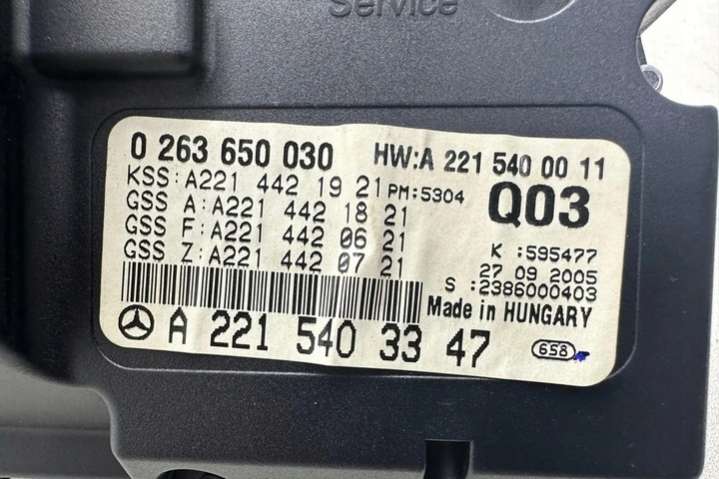 Service
0 263 650 030 HW:A 221 540 00 11
KSS:A221 442 19 21 PM:5304 Q03
GSS A:A221 442 18 21
GSS F:A221 442 06 21 K :595477
GSS Z:A221 442 07 21 27 09 2005
S :2386000403
Made in HUNGARY
A 221 540 33 47 658